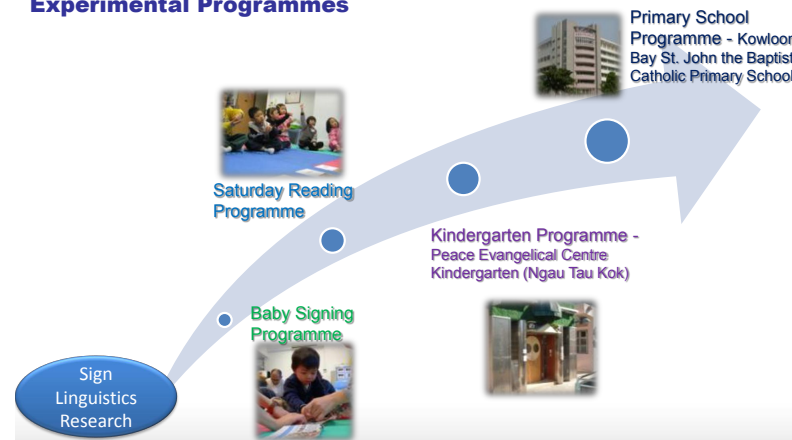 Experimental Programmes
Primary School
Programme - Kowloon
Bay St. John the Baptist
Catholic Primary School
Saturday Reading
Programme
Kindergarten Programme -
Peace Evangelical Centre
Kindergarten (Ngau Tau Kok)
Baby Signing
Programme
Sign
Linguistics
Research